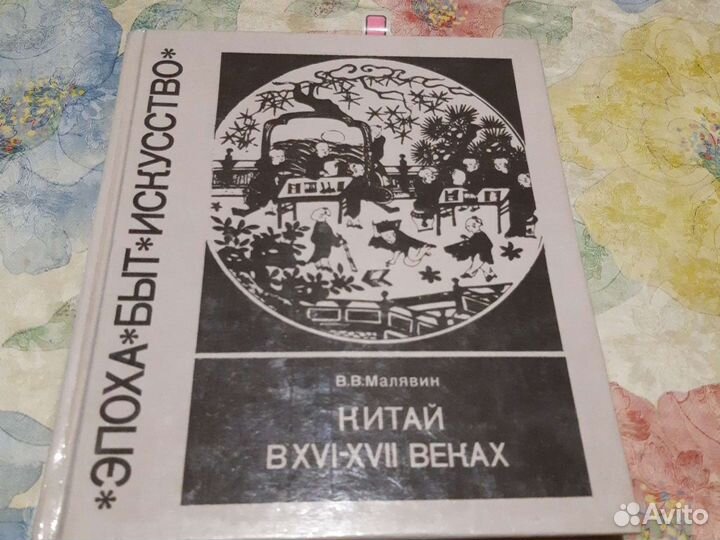 *ЭПОХА*БЫТ*ИСКУССТВО*
В.В.Малявин
КИТАЙ
В XVI-XVII ВЕКАХ
Avito